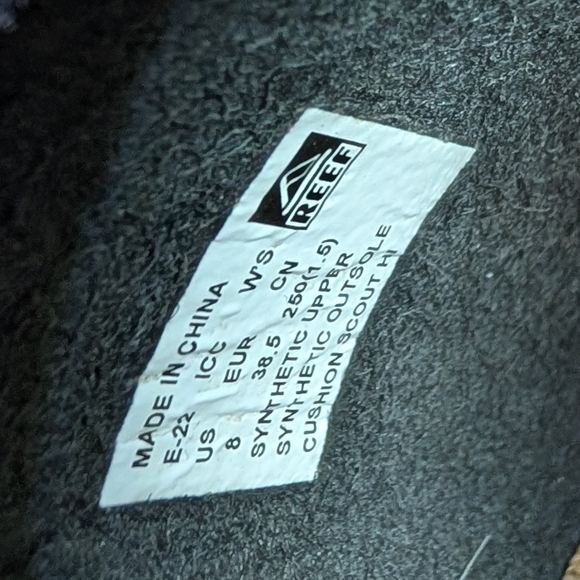 REEF
MADE IN CHINA
E-22 ICC W'S
US EUR CN
8 38.5 250(1.5)
SYNTHETIC UPPER
SYNTHETIC OUTSOLE
CUSHION SCOUT HI